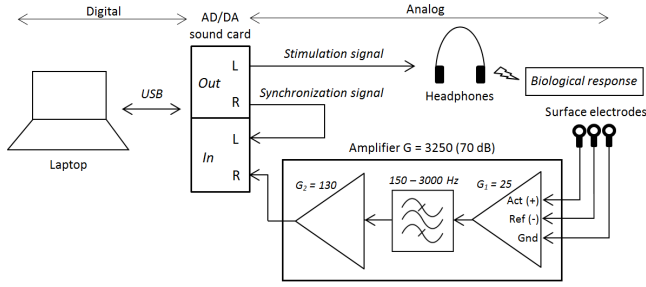 Digital
AD/DA
sound card
Analog
Out
L
R
In
L
R
Stimulation signal
Synchronization signal
USB
Laptop
Headphones
Biological response
Surface electrodes
Amplifier G = 3250 (70 dB)
G₂ = 130
150 – 3000 Hz
G₁ = 25
Act (+)
Ref (-)
Gnd